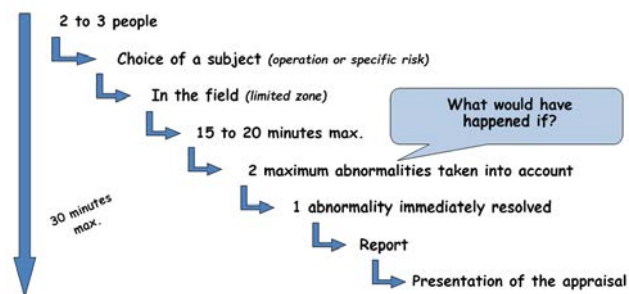 2 to 3 people
Choice of a subject (operation or specific risk)
In the field (limited zone)
What would have
happened if?
15 to 20 minutes max.
2 maximum abnormalities taken into account
30 minutes
max.
1 abnormality immediately resolved
Report
Presentation of the appraisal